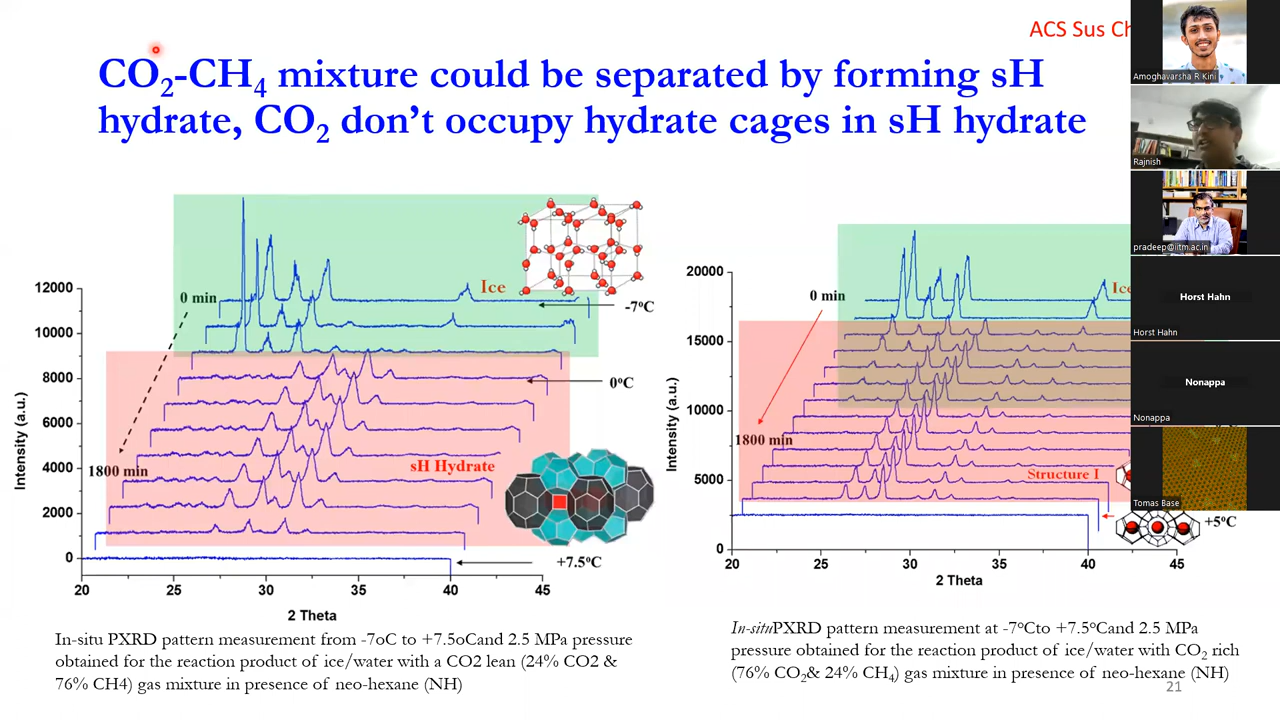 ACS Sus Ch
CO2-CH4 mixture could be separated by forming sH
hydrate, CO2 don't occupy hydrate cages in sH hydrate
Amoghavarsha R Kini
Rajnish
pradeep@iitm.ac.in
Horst Hahn
Horst Hahn
Nonappa
Nonappa
Tomas Base
Intensity (a.u.)
12000
10000
8000
6000
4000
2000
0
0 min
1800 min
Ice
-7oC
0oC
sH Hydrate
+7.5oC
20 25 30 35 40 45
2 Theta
Intensity (a.u.)
20000
15000
10000
5000
0
0 min
1800 min
Ice
Structure I
+5oC
20 25 30 35 40 45
2 Theta
In-situ PXRD pattern measurement from -7oC to +7.5oCand 2.5 MPa pressure
obtained for the reaction product of ice/water with a CO2 lean (24% CO2 &
76% CH4) gas mixture in presence of neo-hexane (NH)
In-situPXRD pattern measurement at -7oCto +7.5oCand 2.5 MPa
pressure obtained for the reaction product of ice/water with CO2 rich
(76% CO2& 24% CH4) gas mixture in presence of neo-hexane (NH)
21